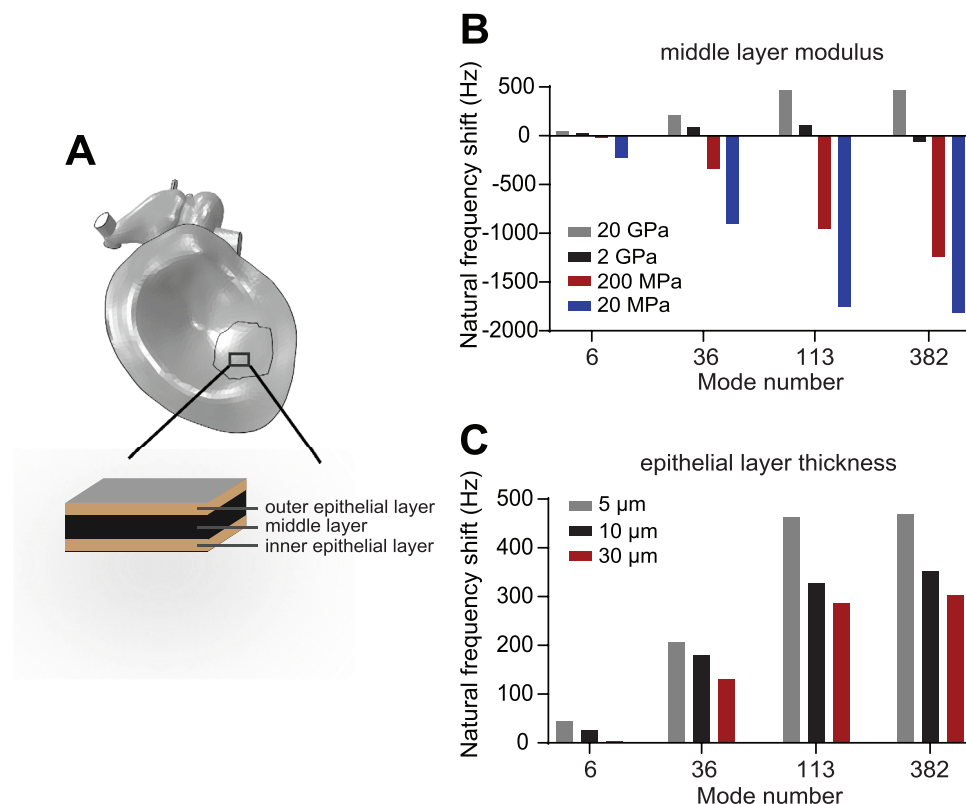 A
outer epithelial layer
middle layer
inner epithelial layer
B
middle layer modulus
Natural frequency shift (Hz)
500
0
-500
-1000
-1500
-2000
20 GPa
2 GPa
200 MPa
20 MPa
6 36 113 382
Mode number
C
epithelial layer thickness
Natural frequency shift (Hz)
500
400
300
200
100
0
5 µm
10 µm
30 µm
6 36 113 382
Mode number